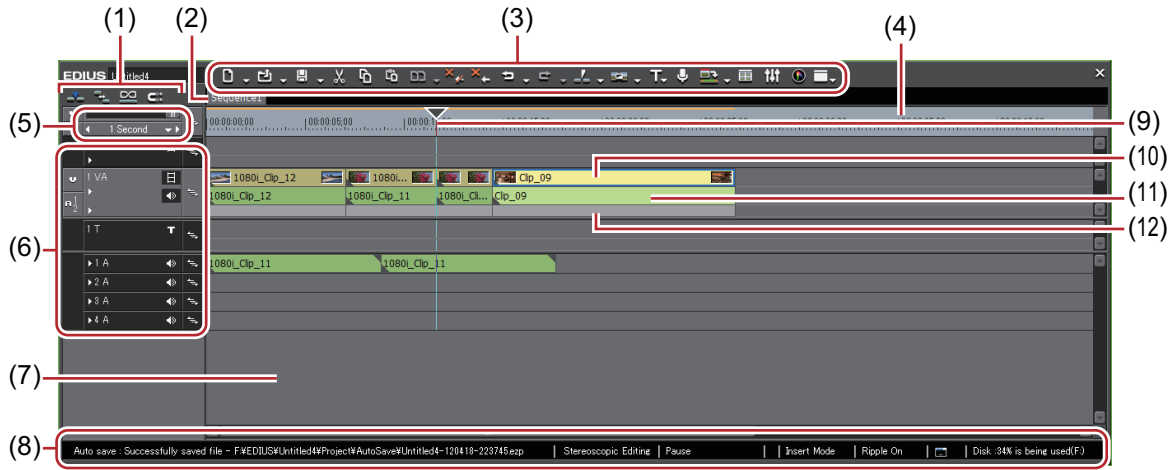 (1)
(2)
(3)
(4)
EDIUS Untitled4
Sequence1
(5)
1 Second
00:00:00;00
00:00:05;00
00:00:1
(9)
1080i_Clip_12
1080i...
Clip_09
(10)
1 VA
1080i_Clip_12
1080i_Clip_11
1080i_Cli...
Clip_09
(11)
(12)
1 T
T
(6)
1 A
1080i_Clip_11
1080i_Clip_11
2 A
3 A
4 A
(7)
(8)
Auto save : Successfully saved file - F:¥EDIUS¥Untitled4¥Project¥AutoSave¥Untitled4-120418-223745.ezp
Stereoscopic Editing
Pause
Insert Mode
Ripple On
Disk :34% is being used(F:)